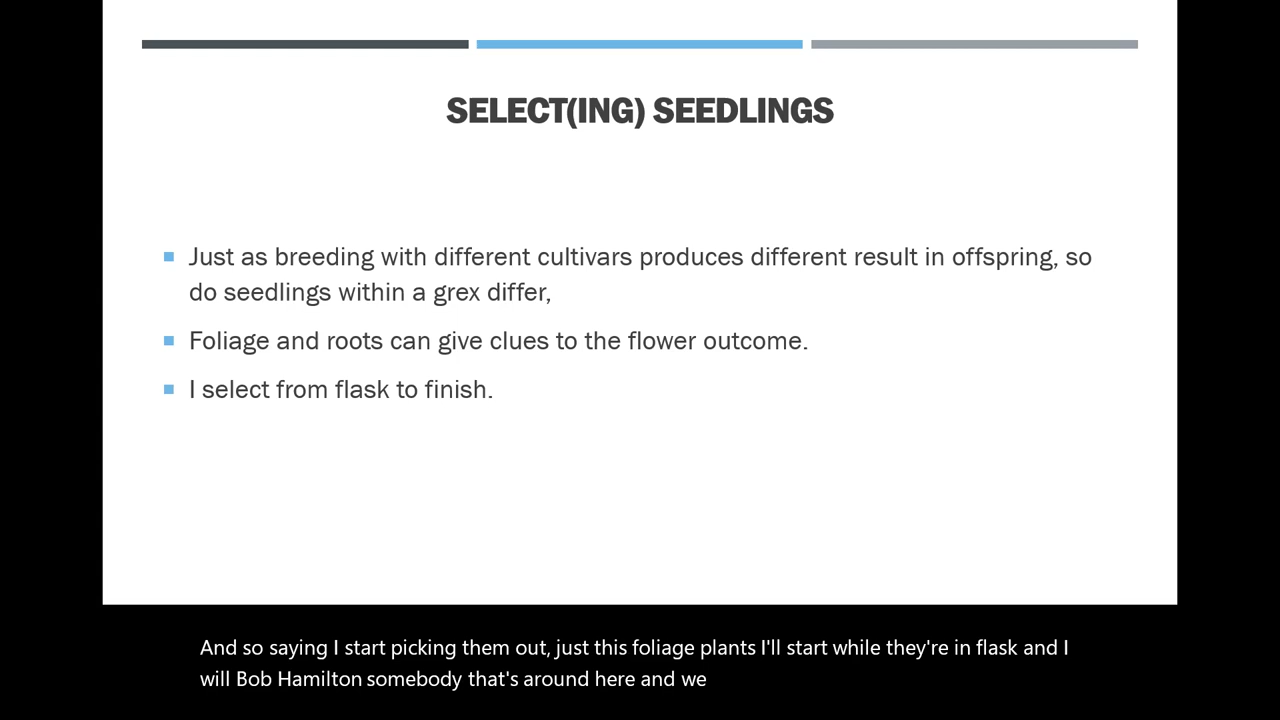 SELECT(ING) SEEDLINGS
Just as breeding with different cultivars produces different result in offspring, so
do seedlings within a grex differ,
Foliage and roots can give clues to the flower outcome.
I select from flask to finish.
And so saying I start picking them out, just this foliage plants I'll start while they're in flask and I
will Bob Hamilton somebody that's around here and we